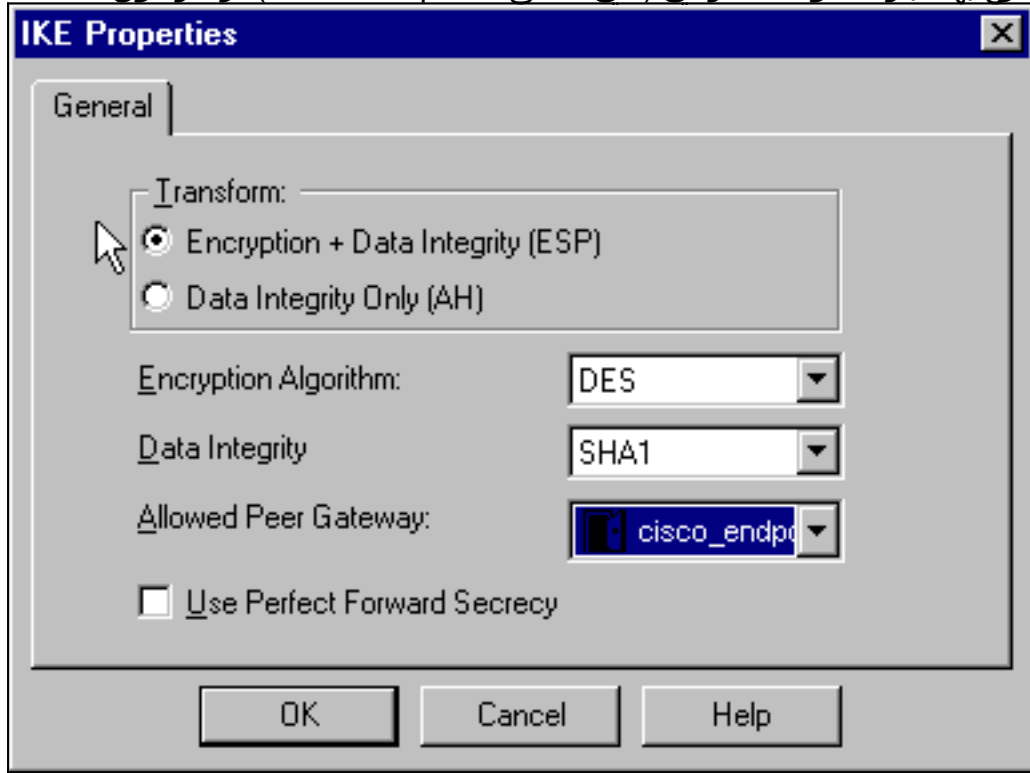 IKE Properties
General
Transform:
Encryption + Data Integrity (ESP)
Data Integrity Only (AH)
Encryption Algorithm:
DES
Data Integrity
SHA1
Allowed Peer Gateway:
cisco_endpo
Use Perfect Forward Secrecy
OK
Cancel
Help